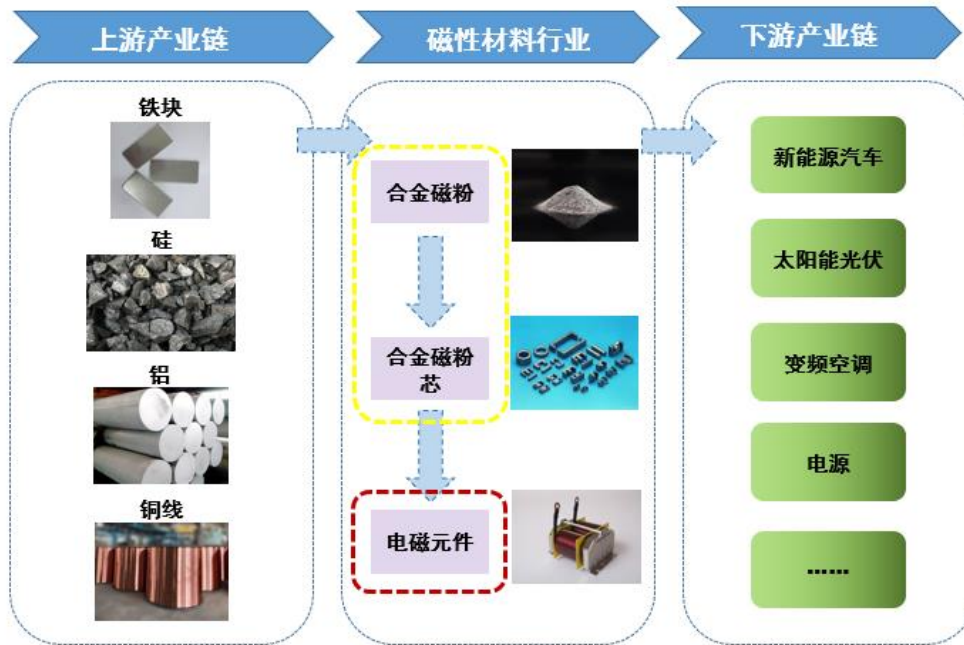 上游产业链
磁性材料行业
下游产业链
铁块
硅
铝
铜线
合金磁粉
合金磁粉
芯
电磁元件
新能源汽车
太阳能光伏
变频空调
电源
……